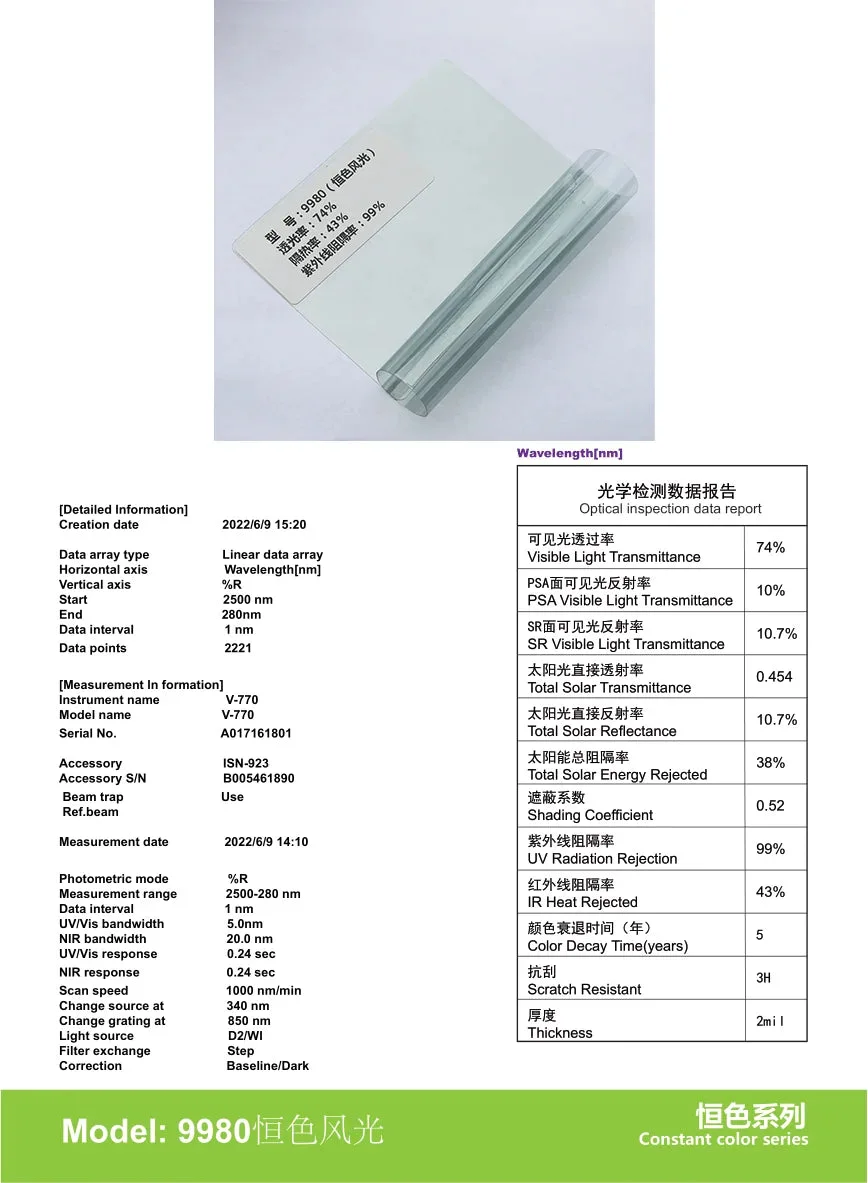 型　号：9980（恒色风光）
透光率：74%
隔热率：43%
紫外线阻隔率：99%
Wavelength[nm]
[Detailed Information]
Creation date 2022/6/9 15:20
Data array type Linear data array
Horizontal axis Wavelength[nm]
Vertical axis %R
Start 2500 nm
End 280nm
Data interval 1 nm
Data points 2221
[Measurement In formation]
Instrument name V-770
Model name V-770
Serial No. A017161801
Accessory ISN-923
Accessory S/N B005461890
Beam trap Use
Ref.beam
Measurement date 2022/6/9 14:10
Photometric mode %R
Measurement range 2500-280 nm
Data interval 1 nm
UV/Vis bandwidth 5.0nm
NIR bandwidth 20.0 nm
UV/Vis response 0.24 sec
NIR response 0.24 sec
Scan speed 1000 nm/min
Change source at 340 nm
Change grating at 850 nm
Light source D2/WI
Filter exchange Step
Correction Baseline/Dark
光学检测数据报告
Optical inspection data report
可见光透过率
Visible Light Transmittance 74%
PSA面可见光反射率
PSA Visible Light Transmittance 10%
SR面可见光反射率
SR Visible Light Transmittance 10.7%
太阳光直接透射率
Total Solar Transmittance 0.454
太阳光直接反射率
Total Solar Reflectance 10.7%
太阳能总阻隔率
Total Solar Energy Rejected 38%
遮蔽系数
Shading Coefficient 0.52
紫外线阻隔率
UV Radiation Rejection 99%
红外线阻隔率
IR Heat Rejected 43%
颜色衰退时间（年）
Color Decay Time(years) 5
抗刮
Scratch Resistant 3H
厚度
Thickness 2mil
Model: 9980恒色风光
恒色系列
Constant color series